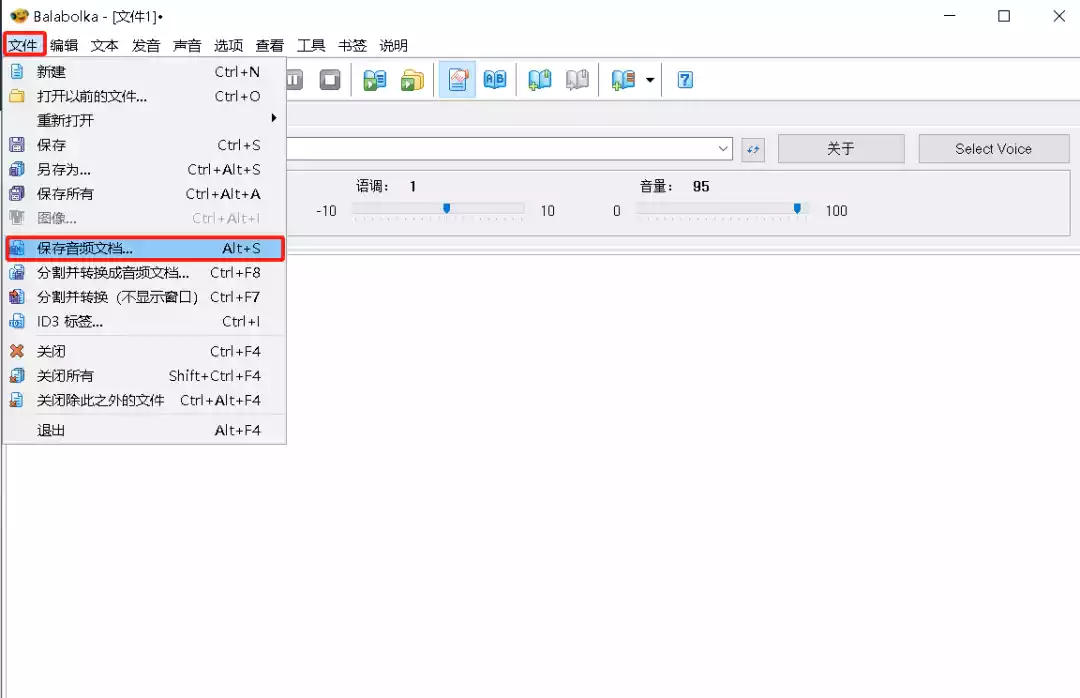 Balabolka - [文件1]•
文件 编辑 文本 发音 声音 选项 查看 工具 书签 说明
新建 Ctrl+N
打开以前的文件... Ctrl+O
重新打开
保存 Ctrl+S
另存为... Ctrl+Alt+S
保存所有 Ctrl+Alt+A
图像... Ctrl+Alt+I
保存音频文档... Alt+S
分割并转换成音频文档... Ctrl+F8
分割并转换（不显示窗口） Ctrl+F7
ID3 标签... Ctrl+I
关闭 Ctrl+F4
关闭所有 Shift+Ctrl+F4
关闭除此之外的文件 Ctrl+Alt+F4
退出 Alt+F4
AB
?
关于 Select Voice
语调： 1 音量： 95
-10 10 0 100